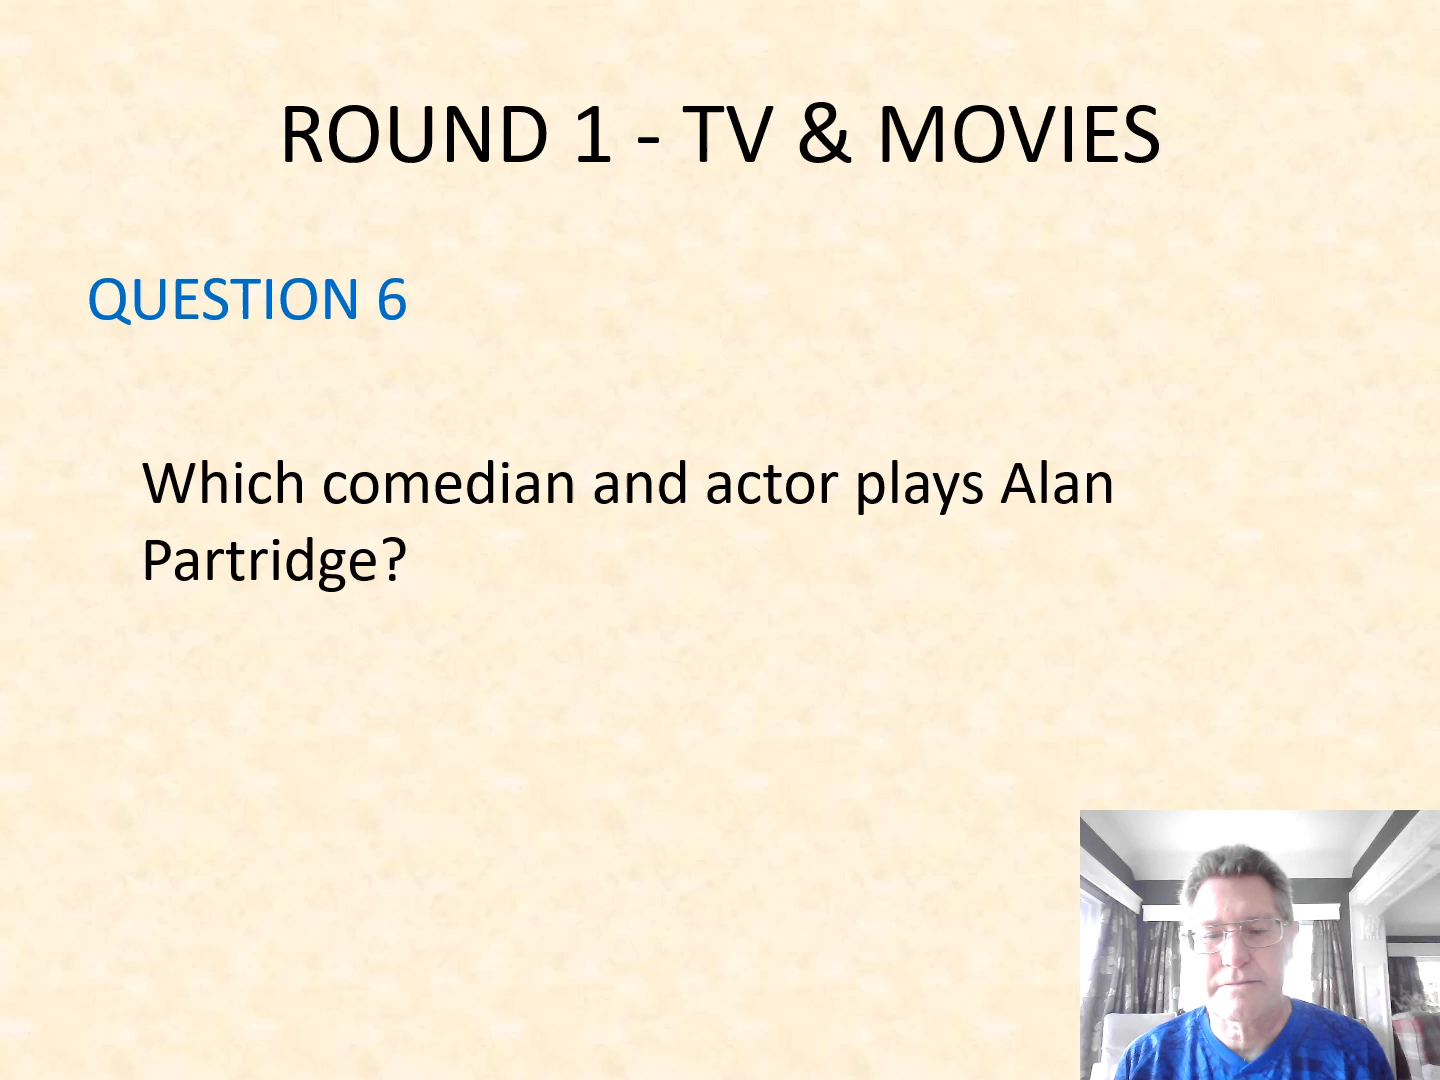 ROUND 1 - TV & MOVIES
QUESTION 6
Which comedian and actor plays Alan
Partridge?